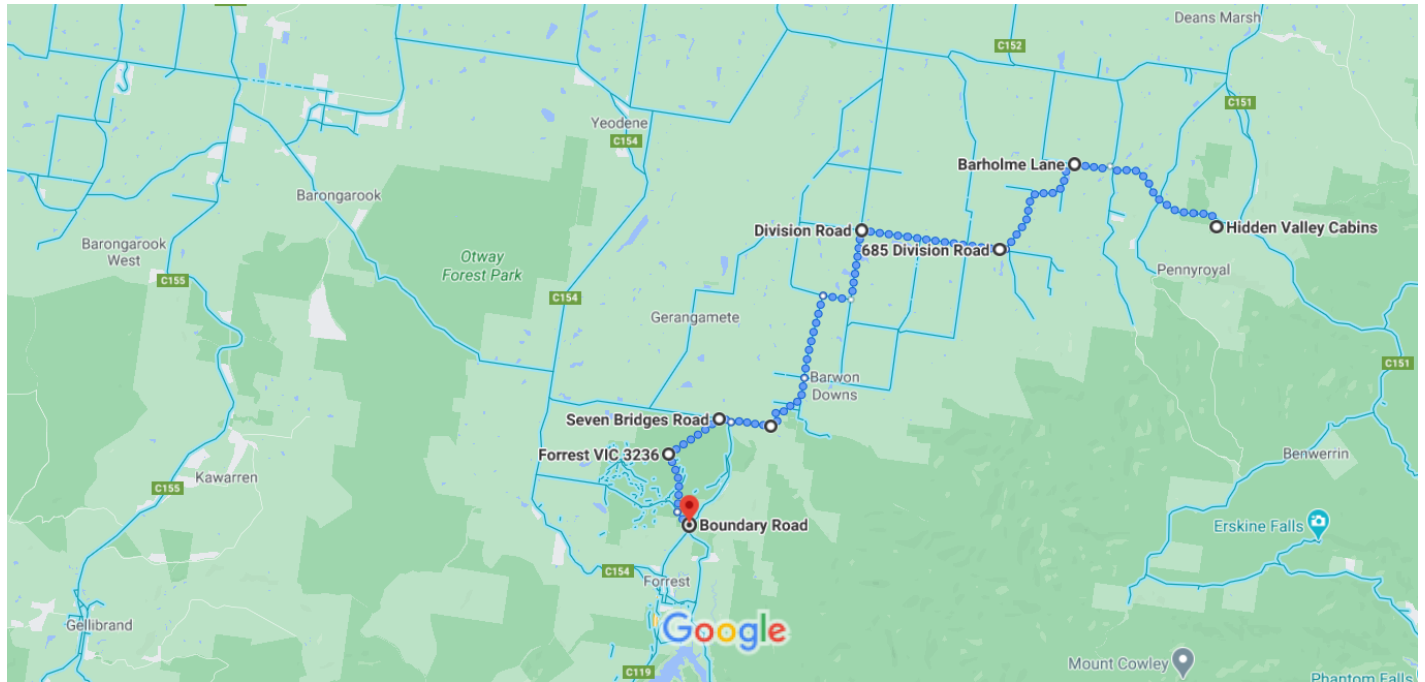 Deans Marsh
C152
C151
Yeodene
C154
Barholme Lane
Barongarook
Division Road
685 Division Road
Hidden Valley Cabins
Barongarook
West
Otway
Forest Park
C155
Pennyroyal
C154
Gerangamete
C151
Barwon
Downs
Seven Bridges Road
Forrest VIC 3236
Kawarren
C155
Benwerrin
Boundary Road
Erskine Falls
C154
Forrest
Gellibrand
Google
Mount Cowley
C119
Phantom Falls